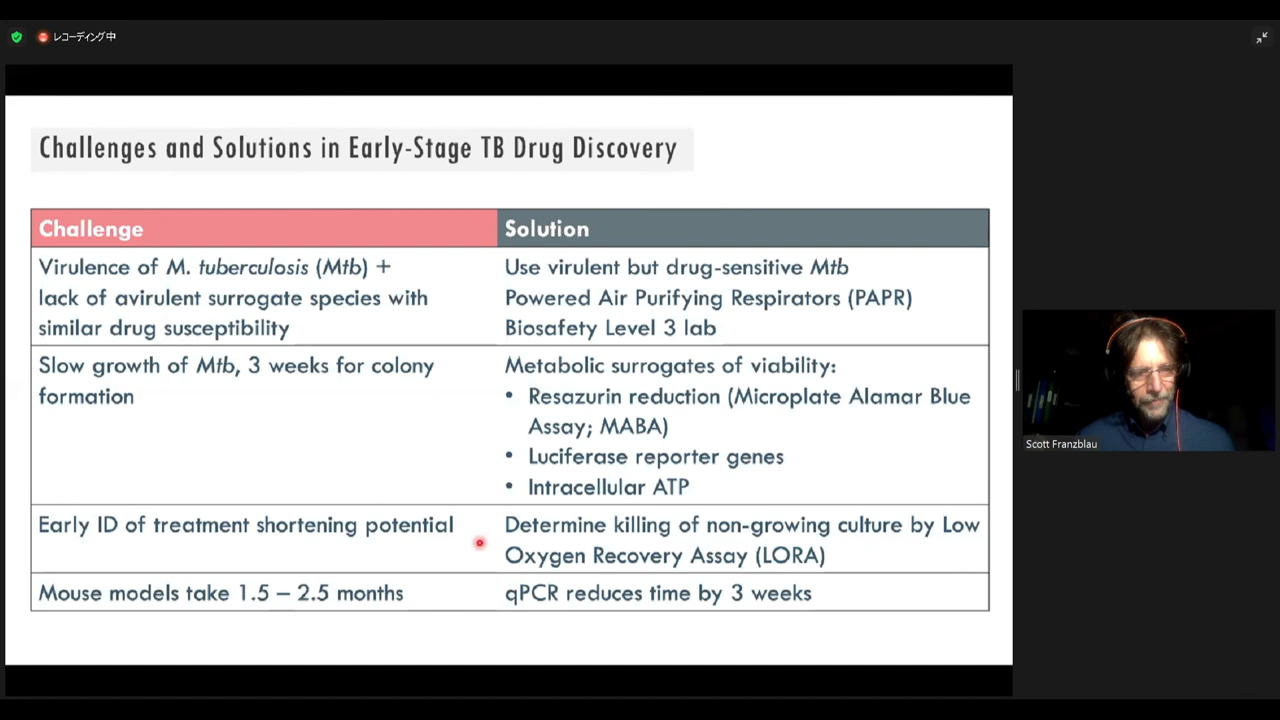 レコーディング中
Challenges and Solutions in Early-Stage TB Drug Discovery
Challenge
Solution
Virulence of M. tuberculosis (Mtb) +
lack of avirulent surrogate species with
similar drug susceptibility
Use virulent but drug-sensitive Mtb
Powered Air Purifying Respirators (PAPR)
Biosafety Level 3 lab
Slow growth of Mtb, 3 weeks for colony
formation
Metabolic surrogates of viability:
• Resazurin reduction (Microplate Alamar Blue
Assay; MABA)
• Luciferase reporter genes
• Intracellular ATP
Early ID of treatment shortening potential
Determine killing of non-growing culture by Low
Oxygen Recovery Assay (LORA)
Mouse models take 1.5 – 2.5 months
qPCR reduces time by 3 weeks
Scott Franzblau